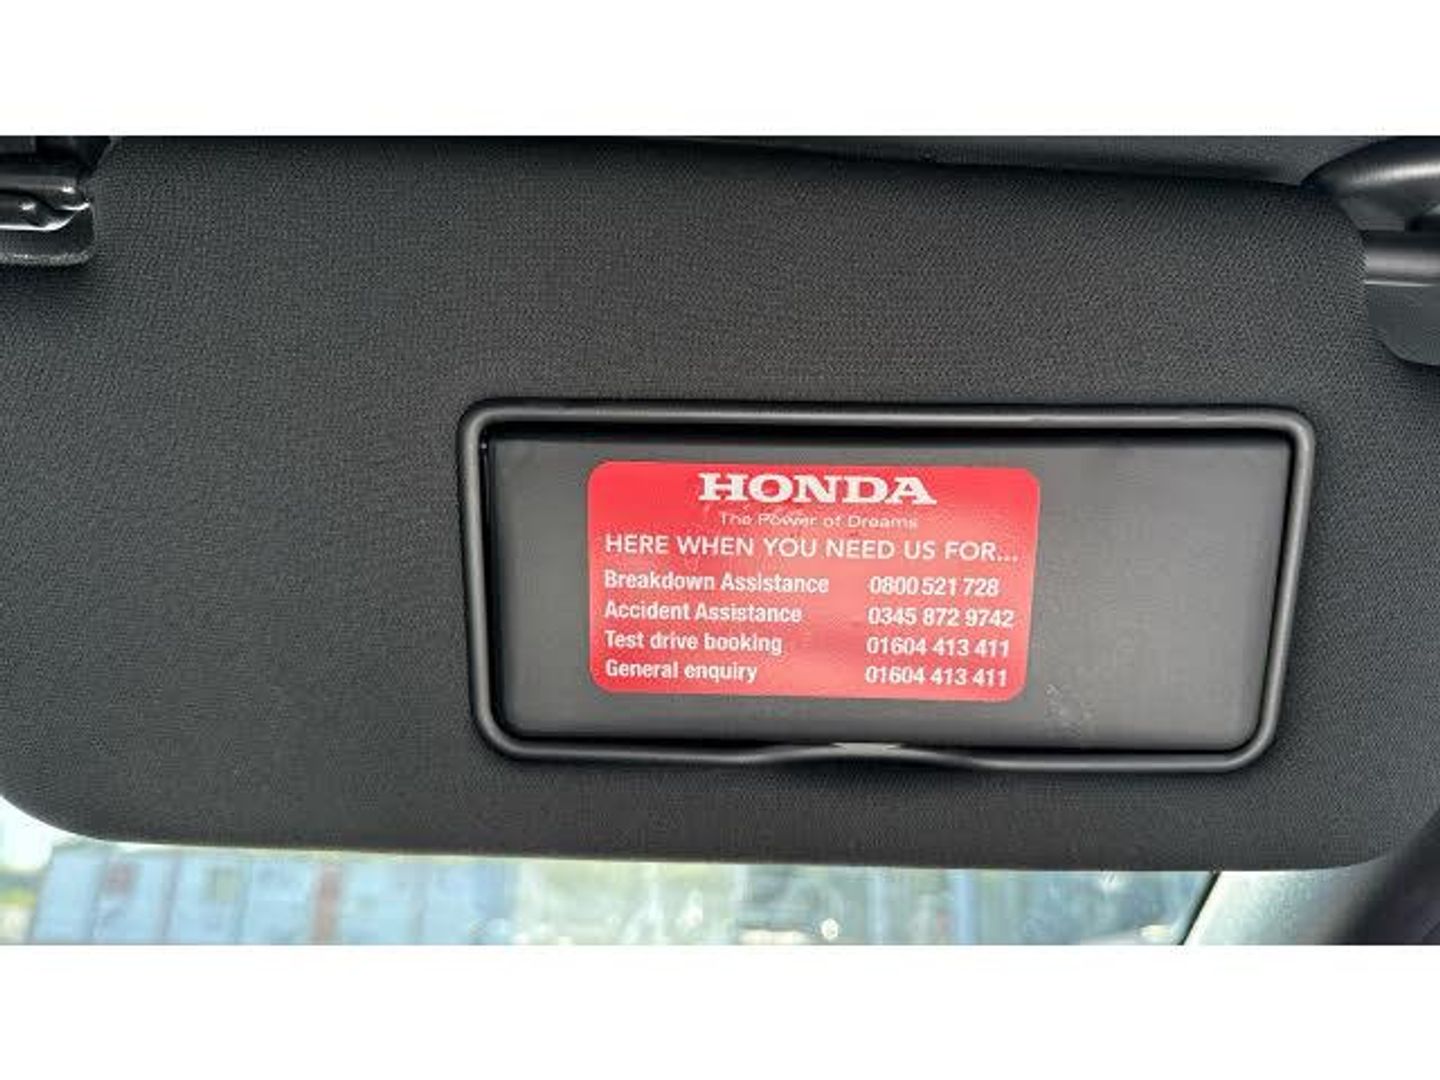 HONDA
The Power of Dreams
HERE WHEN YOU NEED US FOR...
Breakdown Assistance 0800 521 728
Accident Assistance 0345 872 9742
Test drive booking 01604 413 411
General enquiry 01604 413 411